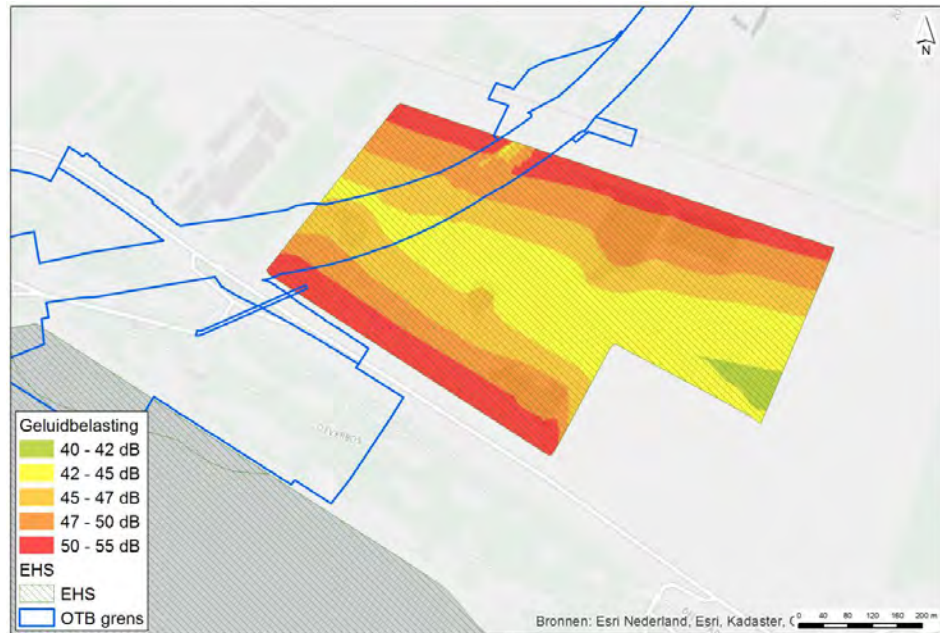 N
Geluidbelasting
40 - 42 dB
42 - 45 dB
45 - 47 dB
47 - 50 dB
50 - 55 dB
EHS
EHS
OTB grens
Bronnen: Esri Nederland, Esri, Kadaster,
0 40 80 120 160 200 m